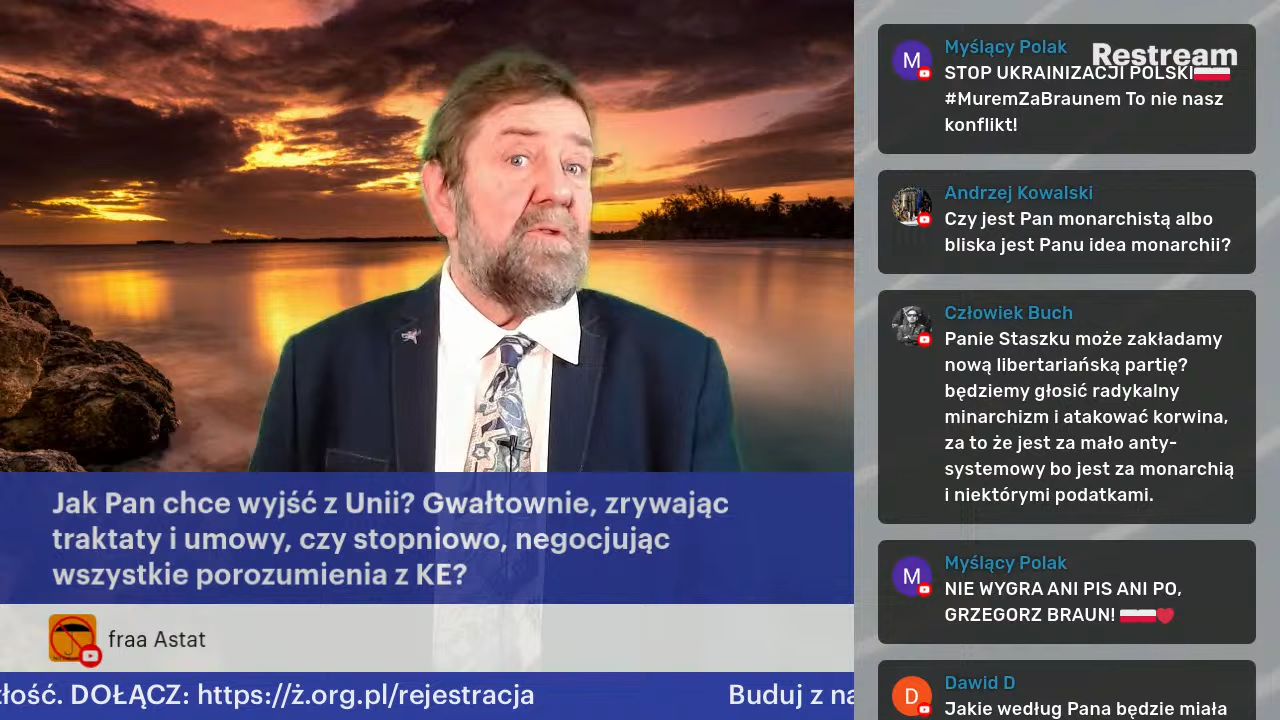 Jak Pan chce wyjść z Unii? Gwałtownie, zrywając
traktaty i umowy, czy stopniowo, negocjując
wszystkie porozumienia z KE?
fraa Astat
złość. DOŁĄCZ: https://ż.org.pl/rejestracja
Buduj z na
Restream
M
Myślący Polak
STOP UKRAINIZACJI POLSKI🇵🇱
#MuremZaBraunem To nie nasz
konflikt!
Andrzej Kowalski
Czy jest Pan monarchistą albo
bliska jest Panu idea monarchii?
Człowiek Buch
Panie Staszku może zakładamy
nową libertariańską partię?
będziemy głosić radykalny
minarchizm i atakować korwina,
za to że jest za mało anty-
systemowy bo jest za monarchią
i niektórymi podatkami.
M
Myślący Polak
NIE WYGRA ANI PIS ANI PO,
GRZEGORZ BRAUN! 🇵🇱❤
D
Dawid D
Jakie według Pana będzie miała